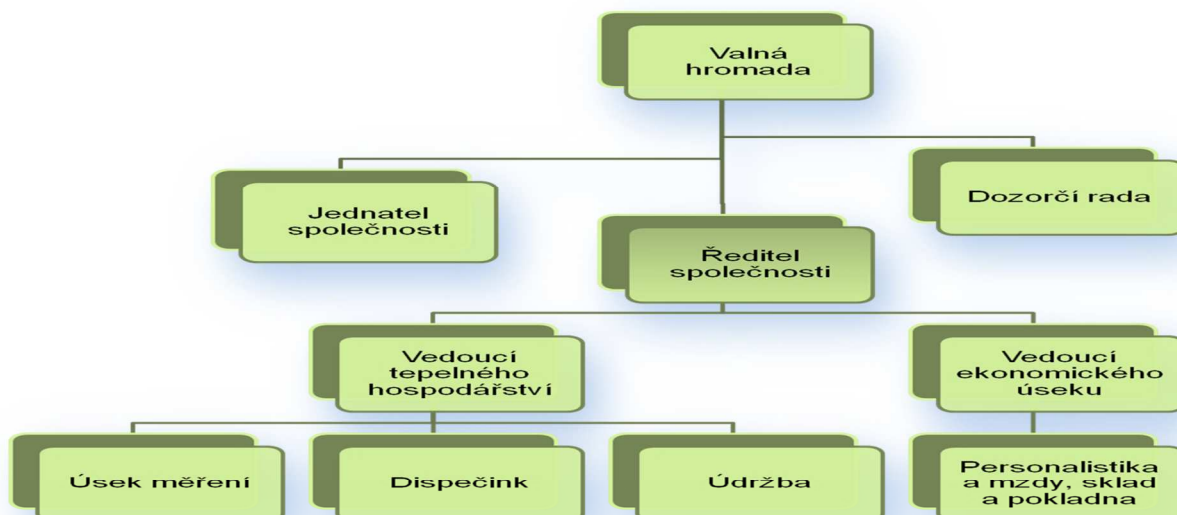 Valná
hromada
Jednatel
společnosti
Dozorčí rada
Ředitel
společnosti
Vedoucí
tepelného
hospodářství
Vedoucí
ekonomického
úseku
Úsek měření
Dispečink
Údržba
Personalistika
a mzdy, sklad
a pokladna